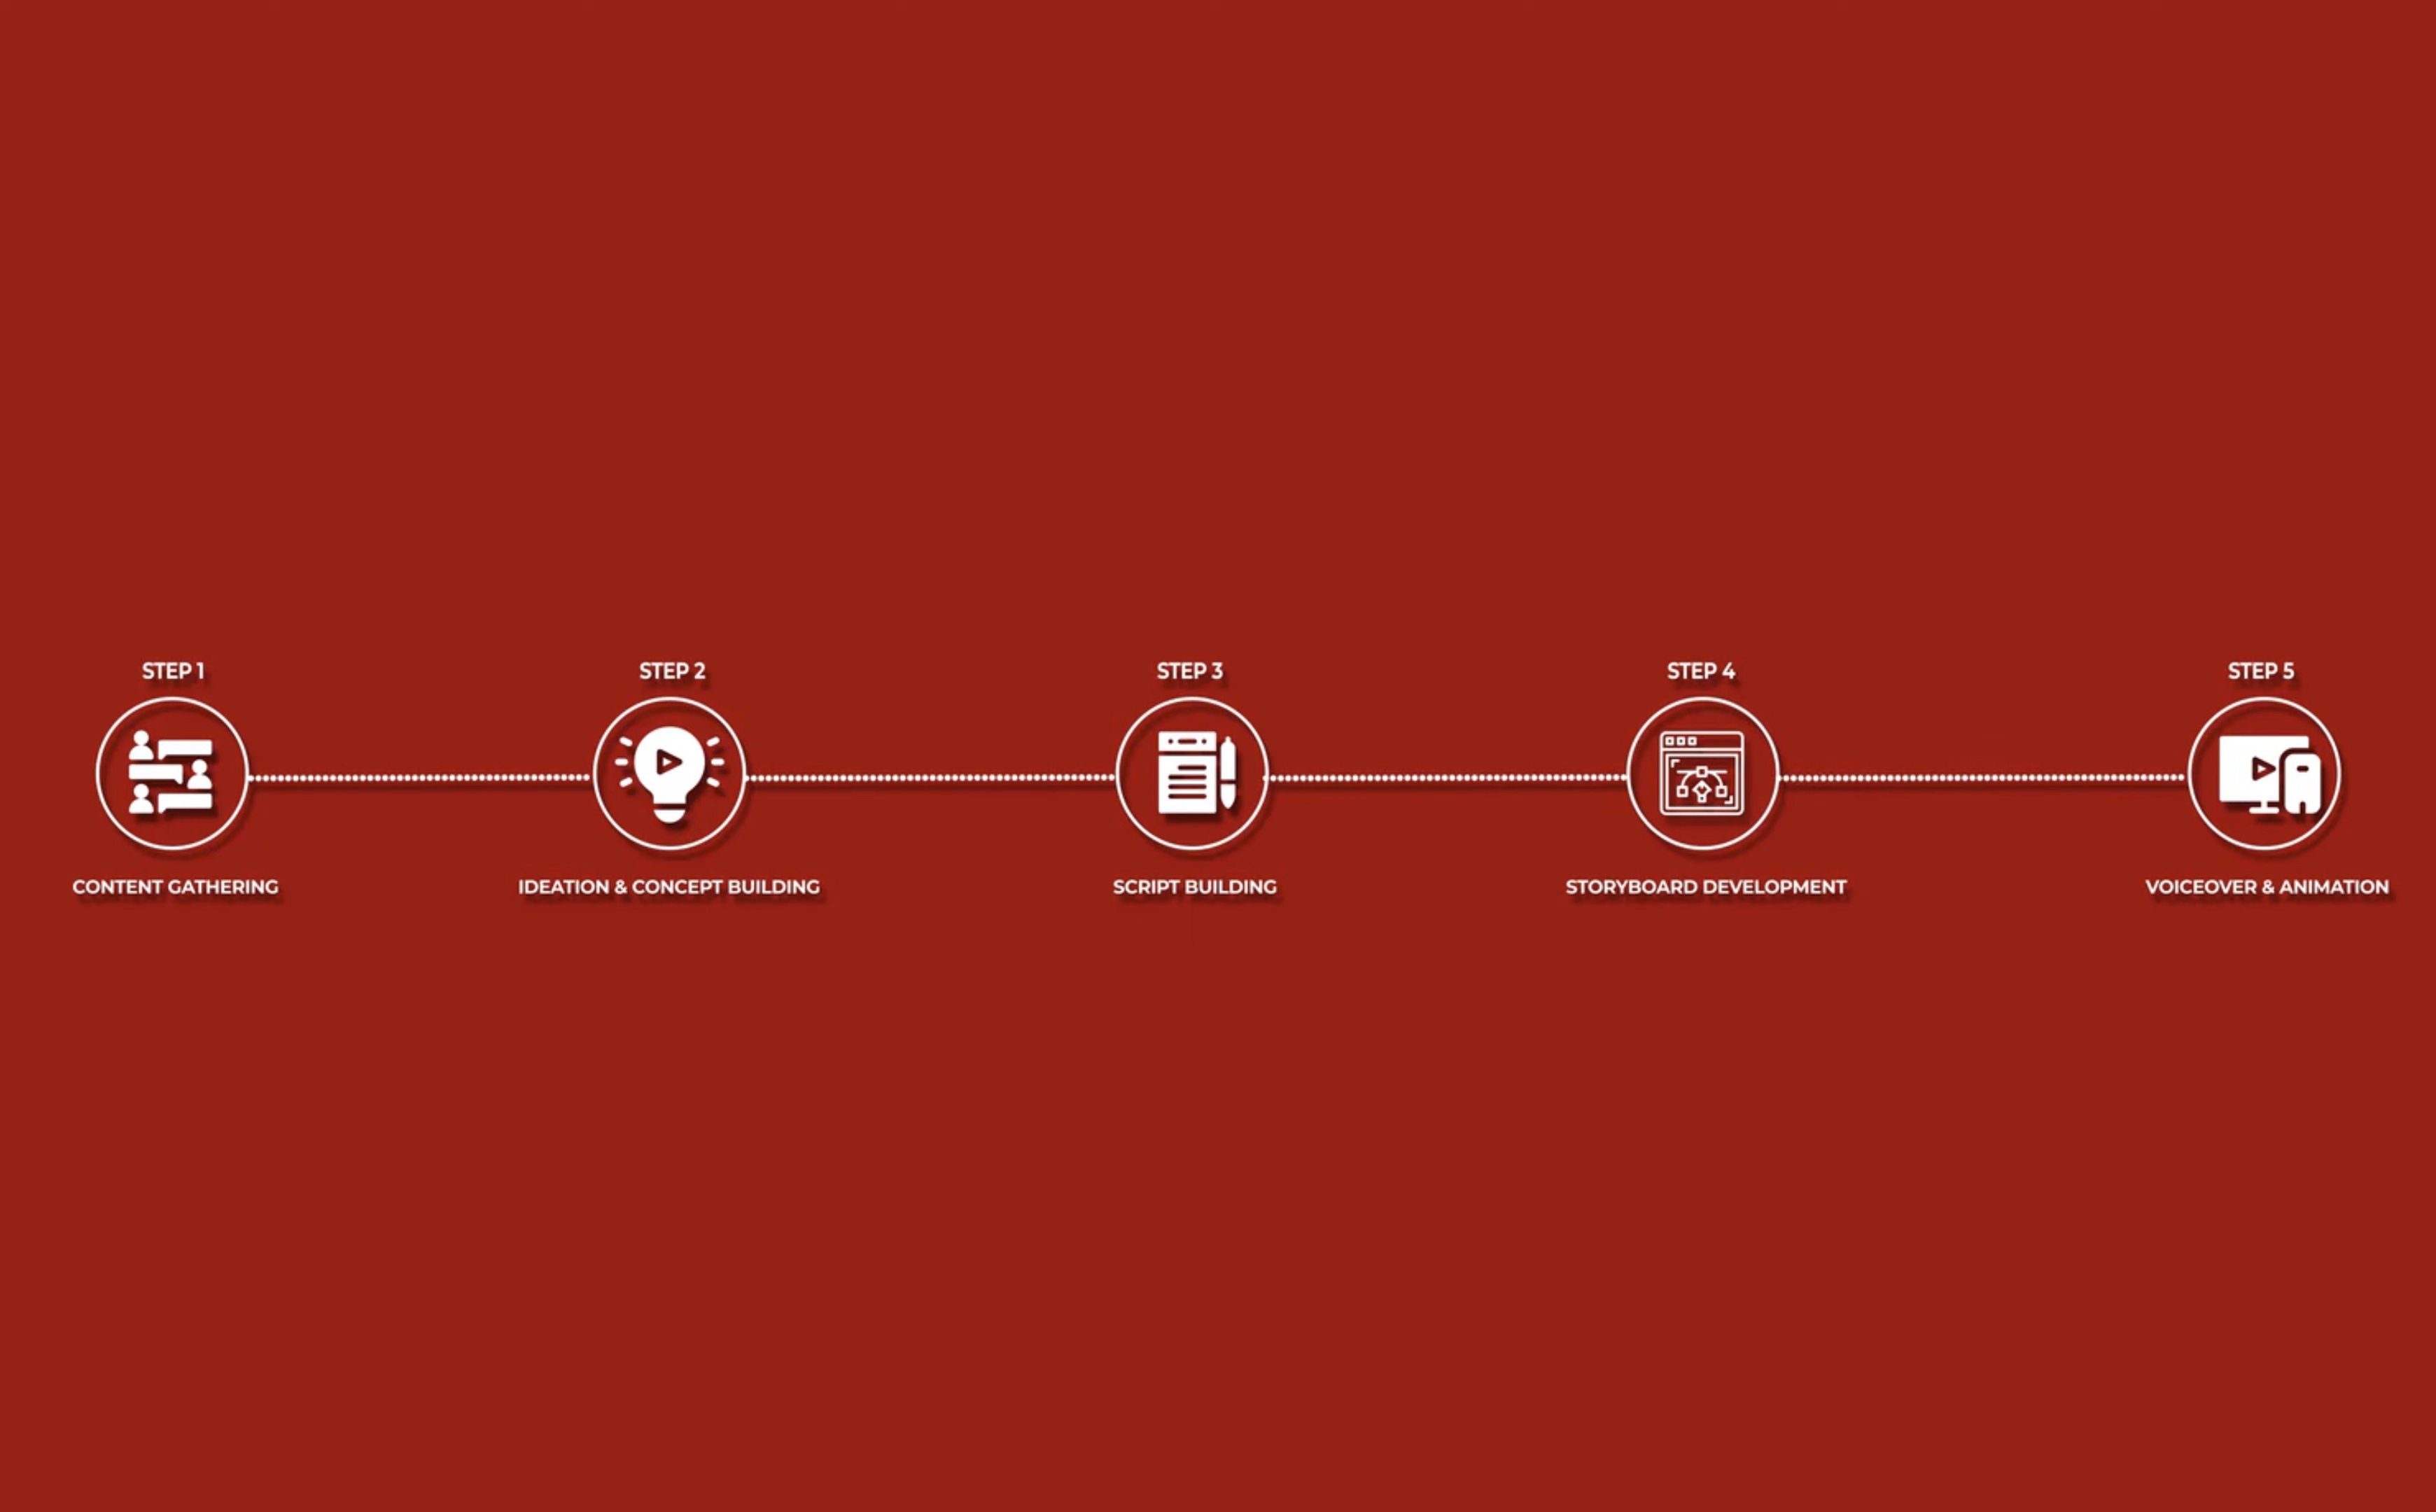 STEP 1
CONTENT GATHERING
STEP 2
IDEATION & CONCEPT BUILDING
STEP 3
SCRIPT BUILDING
STEP 4
STORYBOARD DEVELOPMENT
STEP 5
VOICEOVER & ANIMATION